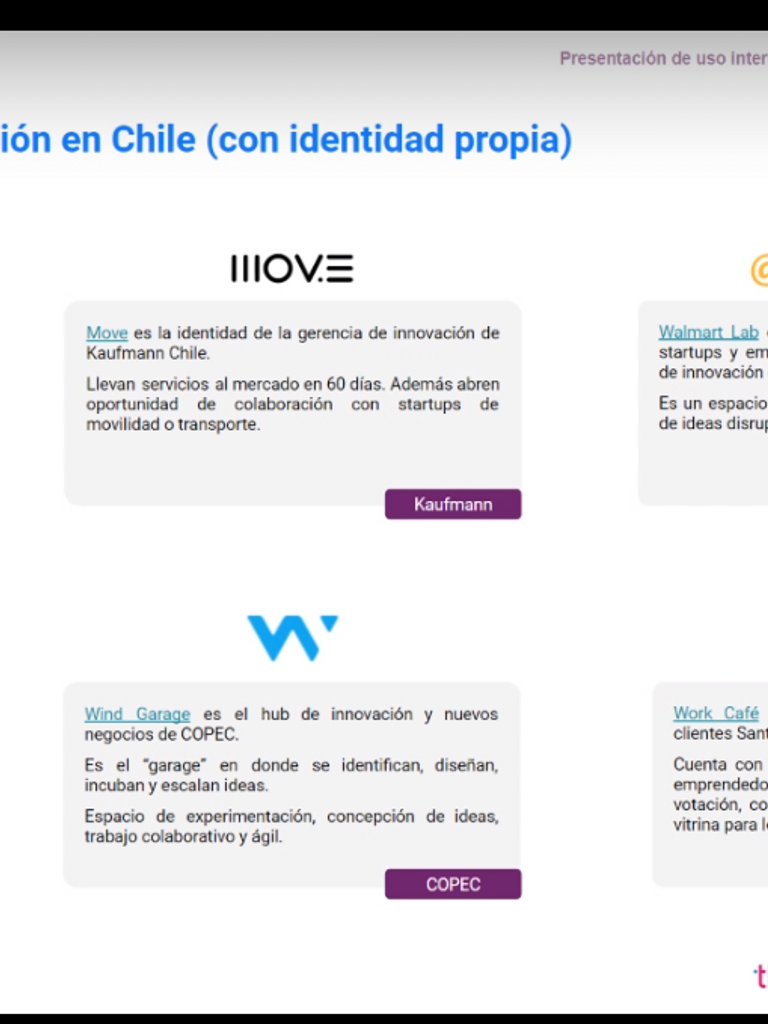 Presentación de uso inter
ión en Chile (con identidad propia)
MOVE
Move es la identidad de la gerencia de innovación de
Kaufmann Chile.
Llevan servicios al mercado en 60 días. Además abren
oportunidad de colaboración con startups de
movilidad o transporte.
Kaufmann
Walmart Lab
startups y em
de innovación
Es un espacio
de ideas disrup
Wind Garage es el hub de innovación y nuevos
negocios de COPEC.
Es el “garage” en donde se identifican, diseñan,
incuban y escalan ideas.
Espacio de experimentación, concepción de ideas,
trabajo colaborativo y ágil.
COPEC
Work Café
clientes Sant
Cuenta con
emprendedo
votación, co
vitrina para l
t